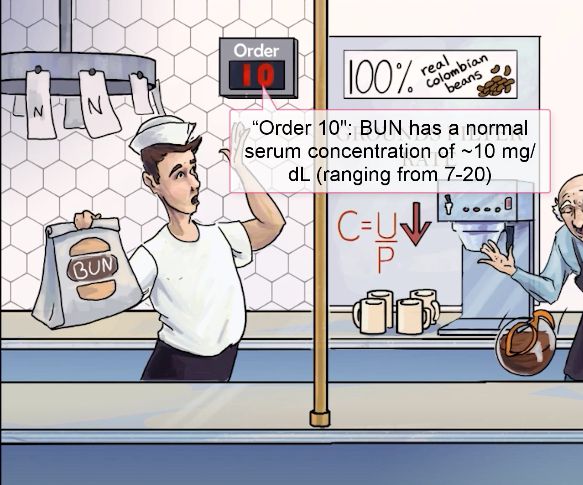 Order
10
100% real
colombian
beans
N
N
"Order 10": BUN has a normal
serum concentration of ~10 mg/
dL (ranging from 7-20)
C=U
P
BUN